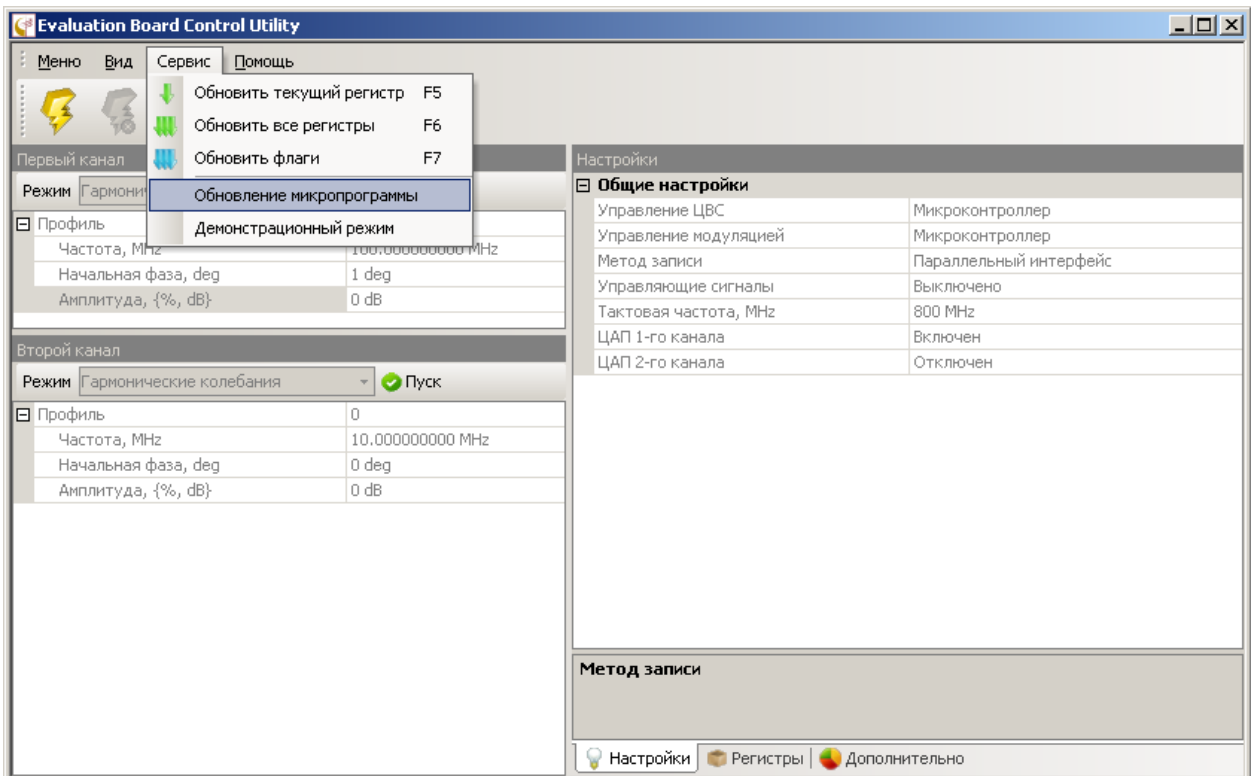 Evaluation Board Control Utility
Меню Вид Сервис Помощь
Обновить текущий регистр F5
Обновить все регистры F6
Обновить флаги F7
Обновление микропрограммы
Демонстрационный режим
Первый канал
Режим
Профиль
Частота, MHz 100.000000000 MHz
Начальная фаза, deg 1 deg
Амплитуда, {%, dB} 0 dB
Второй канал
Режим Гармонические колебания Пуск
Профиль 0
Частота, MHz 10.000000000 MHz
Начальная фаза, deg 0 deg
Амплитуда, {%, dB} 0 dB
Настройки
Общие настройки
Управление ЦВС Микроконтроллер
Управление модуляцией Микроконтроллер
Метод записи Параллельный интерфейс
Управляющие сигналы Выключено
Тактовая частота, MHz 800 MHz
ЦАП 1-го канала Включен
ЦАП 2-го канала Отключен
Метод записи
Настройки Регистры Дополнительно